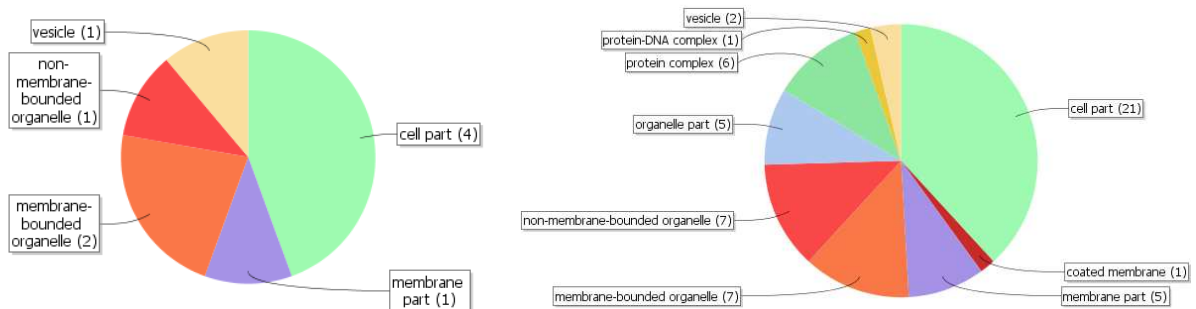 vesicle (1)
non-
membrane-
bounded
organelle (1)
membrane-
bounded
organelle (2)
cell part (4)
membrane
part (1)
vesicle (2)
protein-DNA complex (1)
protein complex (6)
organelle part (5)
non-membrane-bounded organelle (7)
membrane-bounded organelle (7)
cell part (21)
coated membrane (1)
membrane part (5)